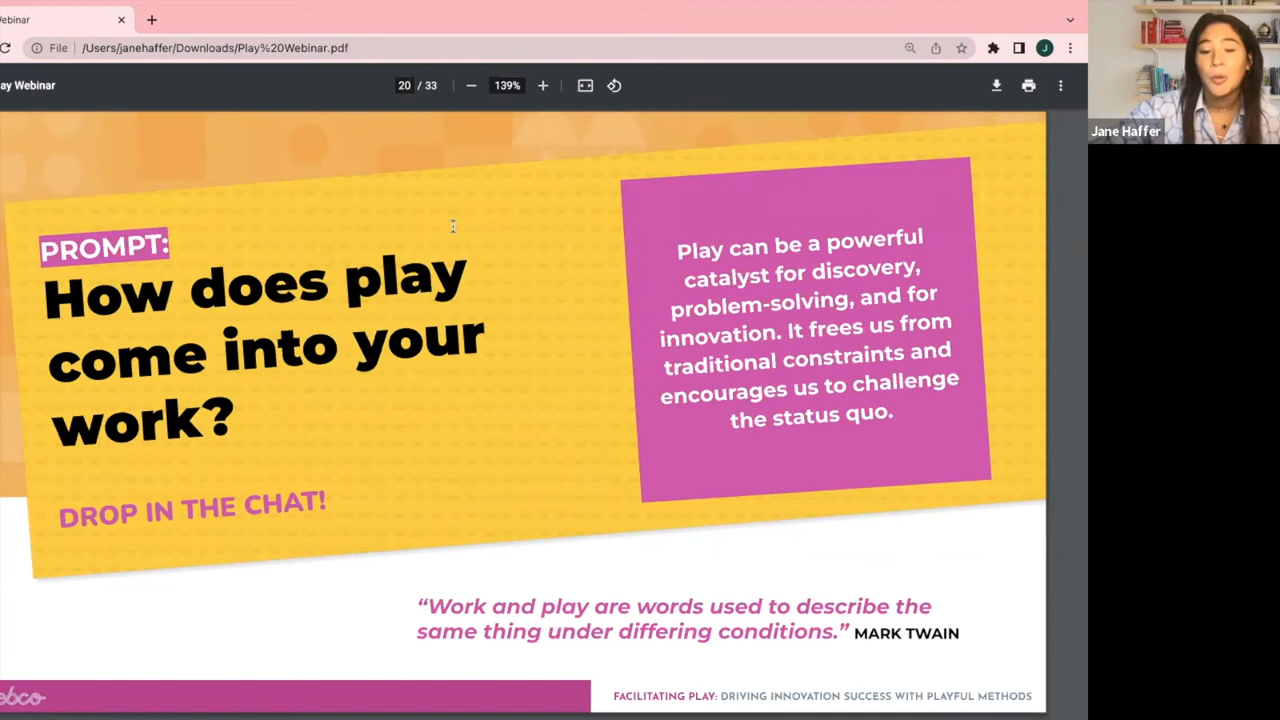 Webinar
File /Users/janehaffer/Downloads/Play%20Webinar.pdf
J
ay Webinar
20 / 33
139%
Jane Haffer
PROMPT:
How does play
come into your
work?
DROP IN THE CHAT!
Play can be a powerful
catalyst for discovery,
problem-solving, and for
innovation. It frees us from
traditional constraints and
encourages us to challenge
the status quo.
“Work and play are words used to describe the
same thing under differing conditions.” MARK TWAIN
ebco
FACILITATING PLAY: DRIVING INNOVATION SUCCESS WITH PLAYFUL METHODS